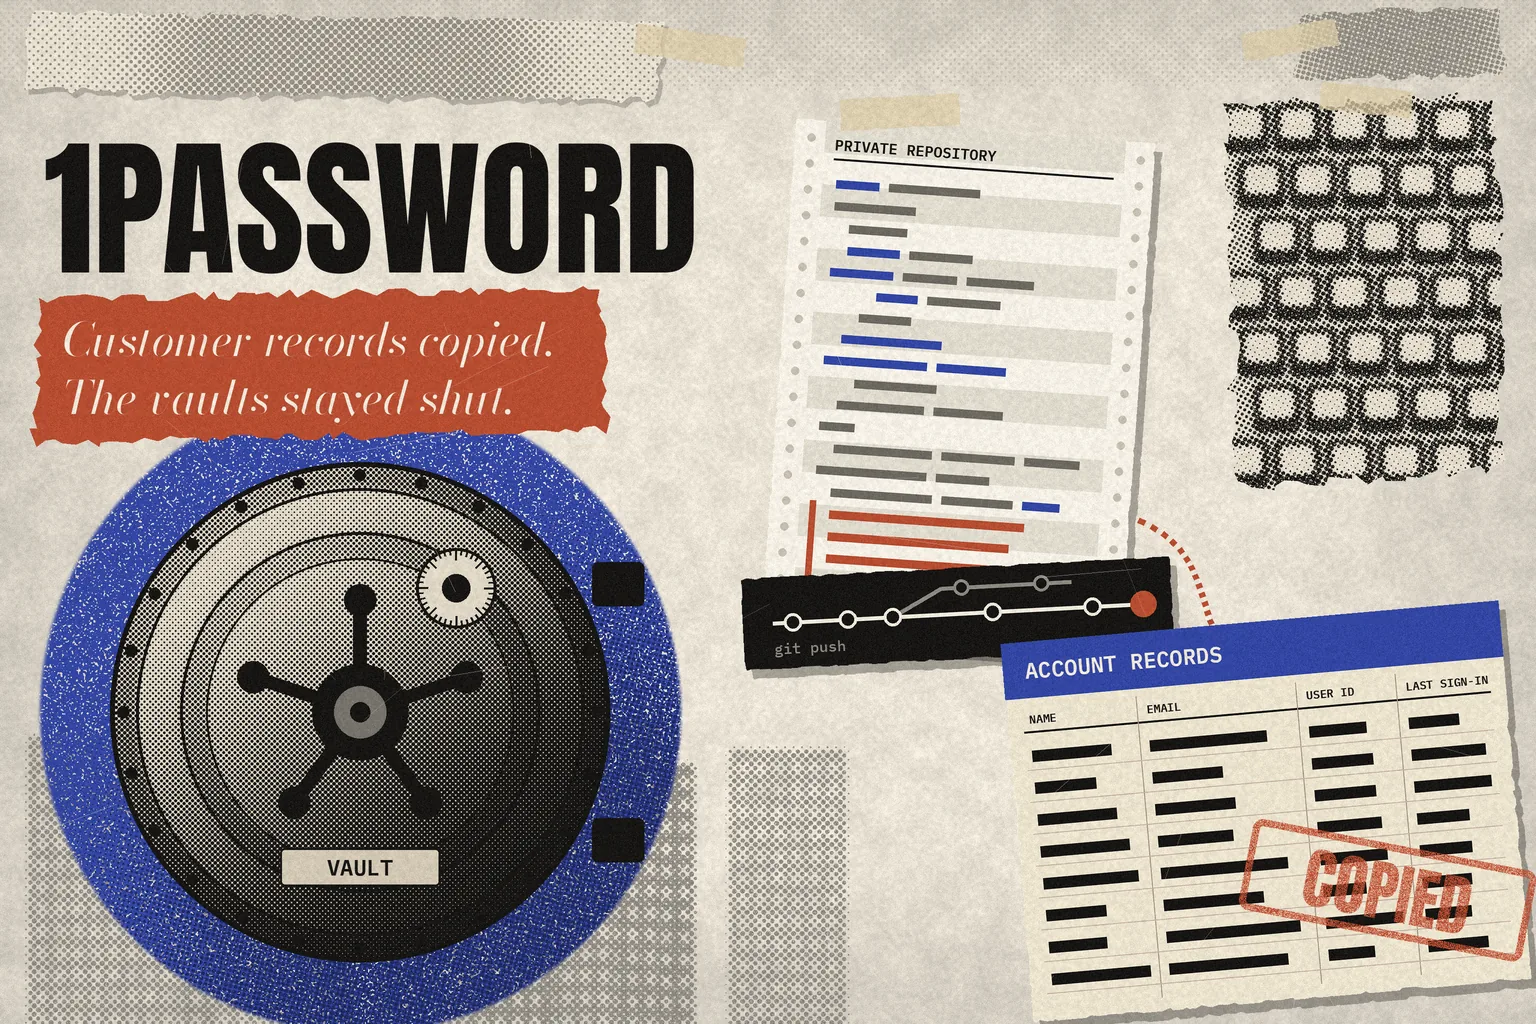 1PASSWORD
Customer records copied.
The vaults stayed shut.
VAULT
PRIVATE REPOSITORY
git push
ACCOUNT RECORDS
NAME EMAIL USER ID LAST SIGN-IN
COPIED